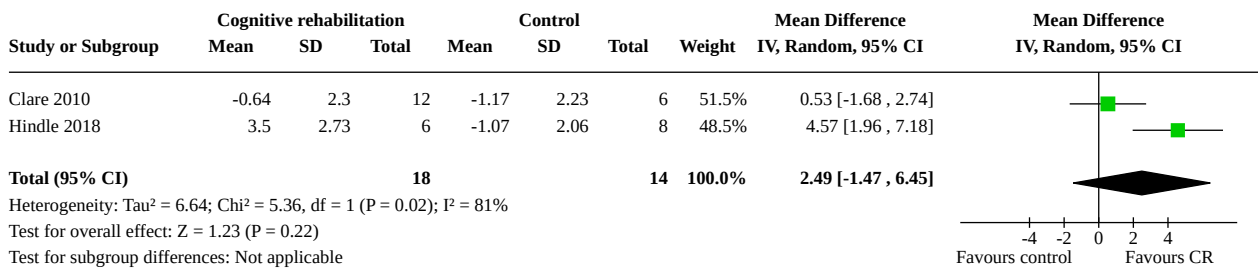 Cognitive rehabilitation Control Mean Difference Mean Difference
Study or Subgroup Mean SD Total Mean SD Total Weight IV, Random, 95% CI IV, Random, 95% CI
Clare 2010 -0.64 2.3 12 -1.17 2.23 6 51.5% 0.53 [-1.68 , 2.74]
Hindle 2018 3.5 2.73 6 -1.07 2.06 8 48.5% 4.57 [1.96 , 7.18]
Total (95% CI) 18 14 100.0% 2.49 [-1.47 , 6.45]
Heterogeneity: Tau² = 6.64; Chi² = 5.36, df = 1 (P = 0.02); I² = 81%
Test for overall effect: Z = 1.23 (P = 0.22)
Test for subgroup differences: Not applicable
-4 -2 0 2 4
Favours control Favours CR